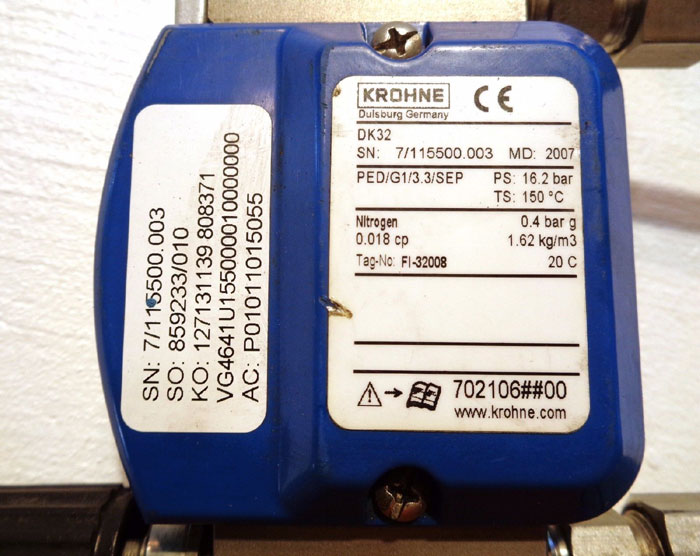 SN: 7/115500.003
SO: 859233/010
KO: 127131139 808371
VG4641U155000010000000
AC: P01011015055
KROHNE CE
Duisburg Germany
DK32
SN: 7/115500.003 MD: 2007
PED/G1/3.3/SEP PS: 16.2 bar
TS: 150 °C
Nitrogen 0.4 bar g
0.018 cp 1.62 kg/m3
Tag-No: FI-32008 20 C
702106##00
www.krohne.com